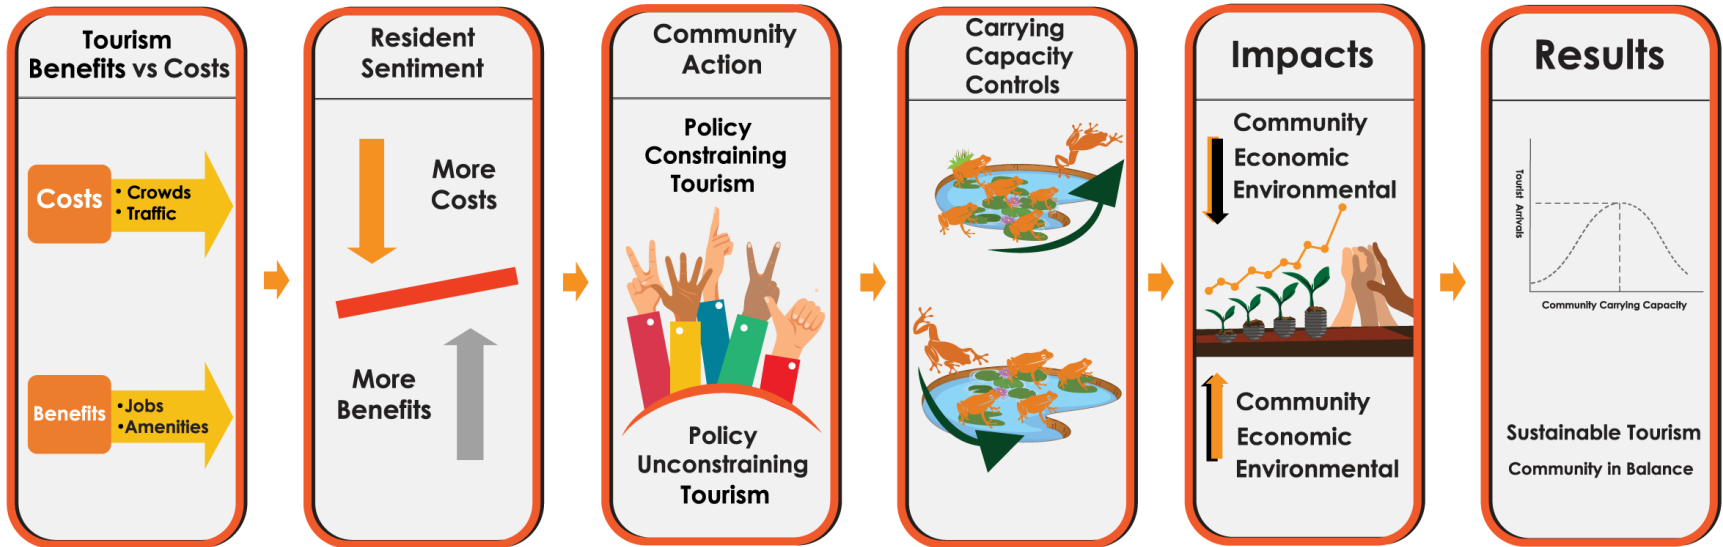 Tourism
Benefits vs Costs
Costs
• Crowds
• Traffic
Benefits
•Jobs
•Amenities
Resident
Sentiment
More
Costs
More
Benefits
Community
Action
Policy
Constraining
Tourism
Policy
Unconstraining
Tourism
Carrying
Capacity
Controls
Impacts
Community
Economic
Environmental
Community
Economic
Environmental
Results
Tourist Arrivals
Community Carrying Capacity
Sustainable Tourism
Community in Balance